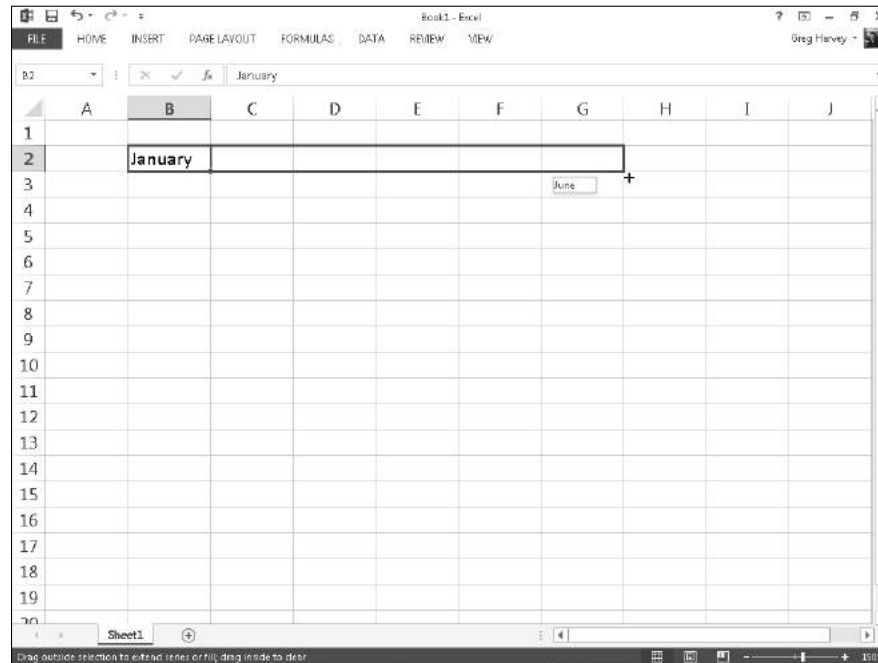 Book1 - Excel ?
FILE HOME INSERT PAGE LAYOUT FORMULAS DATA REVIEW VIEW Greg Harvey
B2 fx January
A B C D E F G H I J
1
2 January
3 June
4
5
6
7
8
9
10
11
12
13
14
15
16
17
18
19
20
Sheet1
Drag outside selection to extend series or fill; drag inside to clear